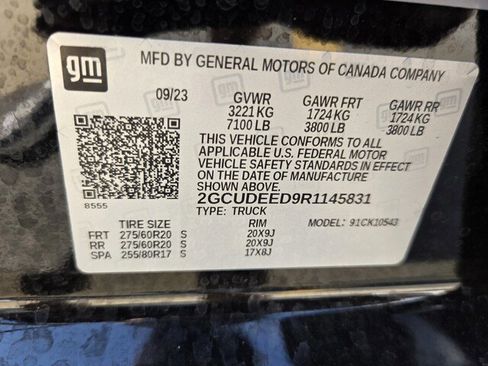 gm
MFD BY GENERAL MOTORS OF CANADA COMPANY
09/23 GVWR GAWR FRT GAWR RR
3221 KG 1724 KG 1724 KG
7100 LB 3800 LB 3800 LB
THIS VEHICLE CONFORMS TO ALL
APPLICABLE U.S. FEDERAL MOTOR
VEHICLE SAFETY STANDARDS IN EFFECT
ON THE DATE OF MANUFACTURE
SHOWN ABOVE.
8555 2GCUDEED9R1145831
TYPE: TRUCK MODEL: 91CK10543
TIRE SIZE RIM
FRT 275/60R20 S 20X9J
RR 275/60R20 S 20X9J
SPA 255/80R17 S 17X8J